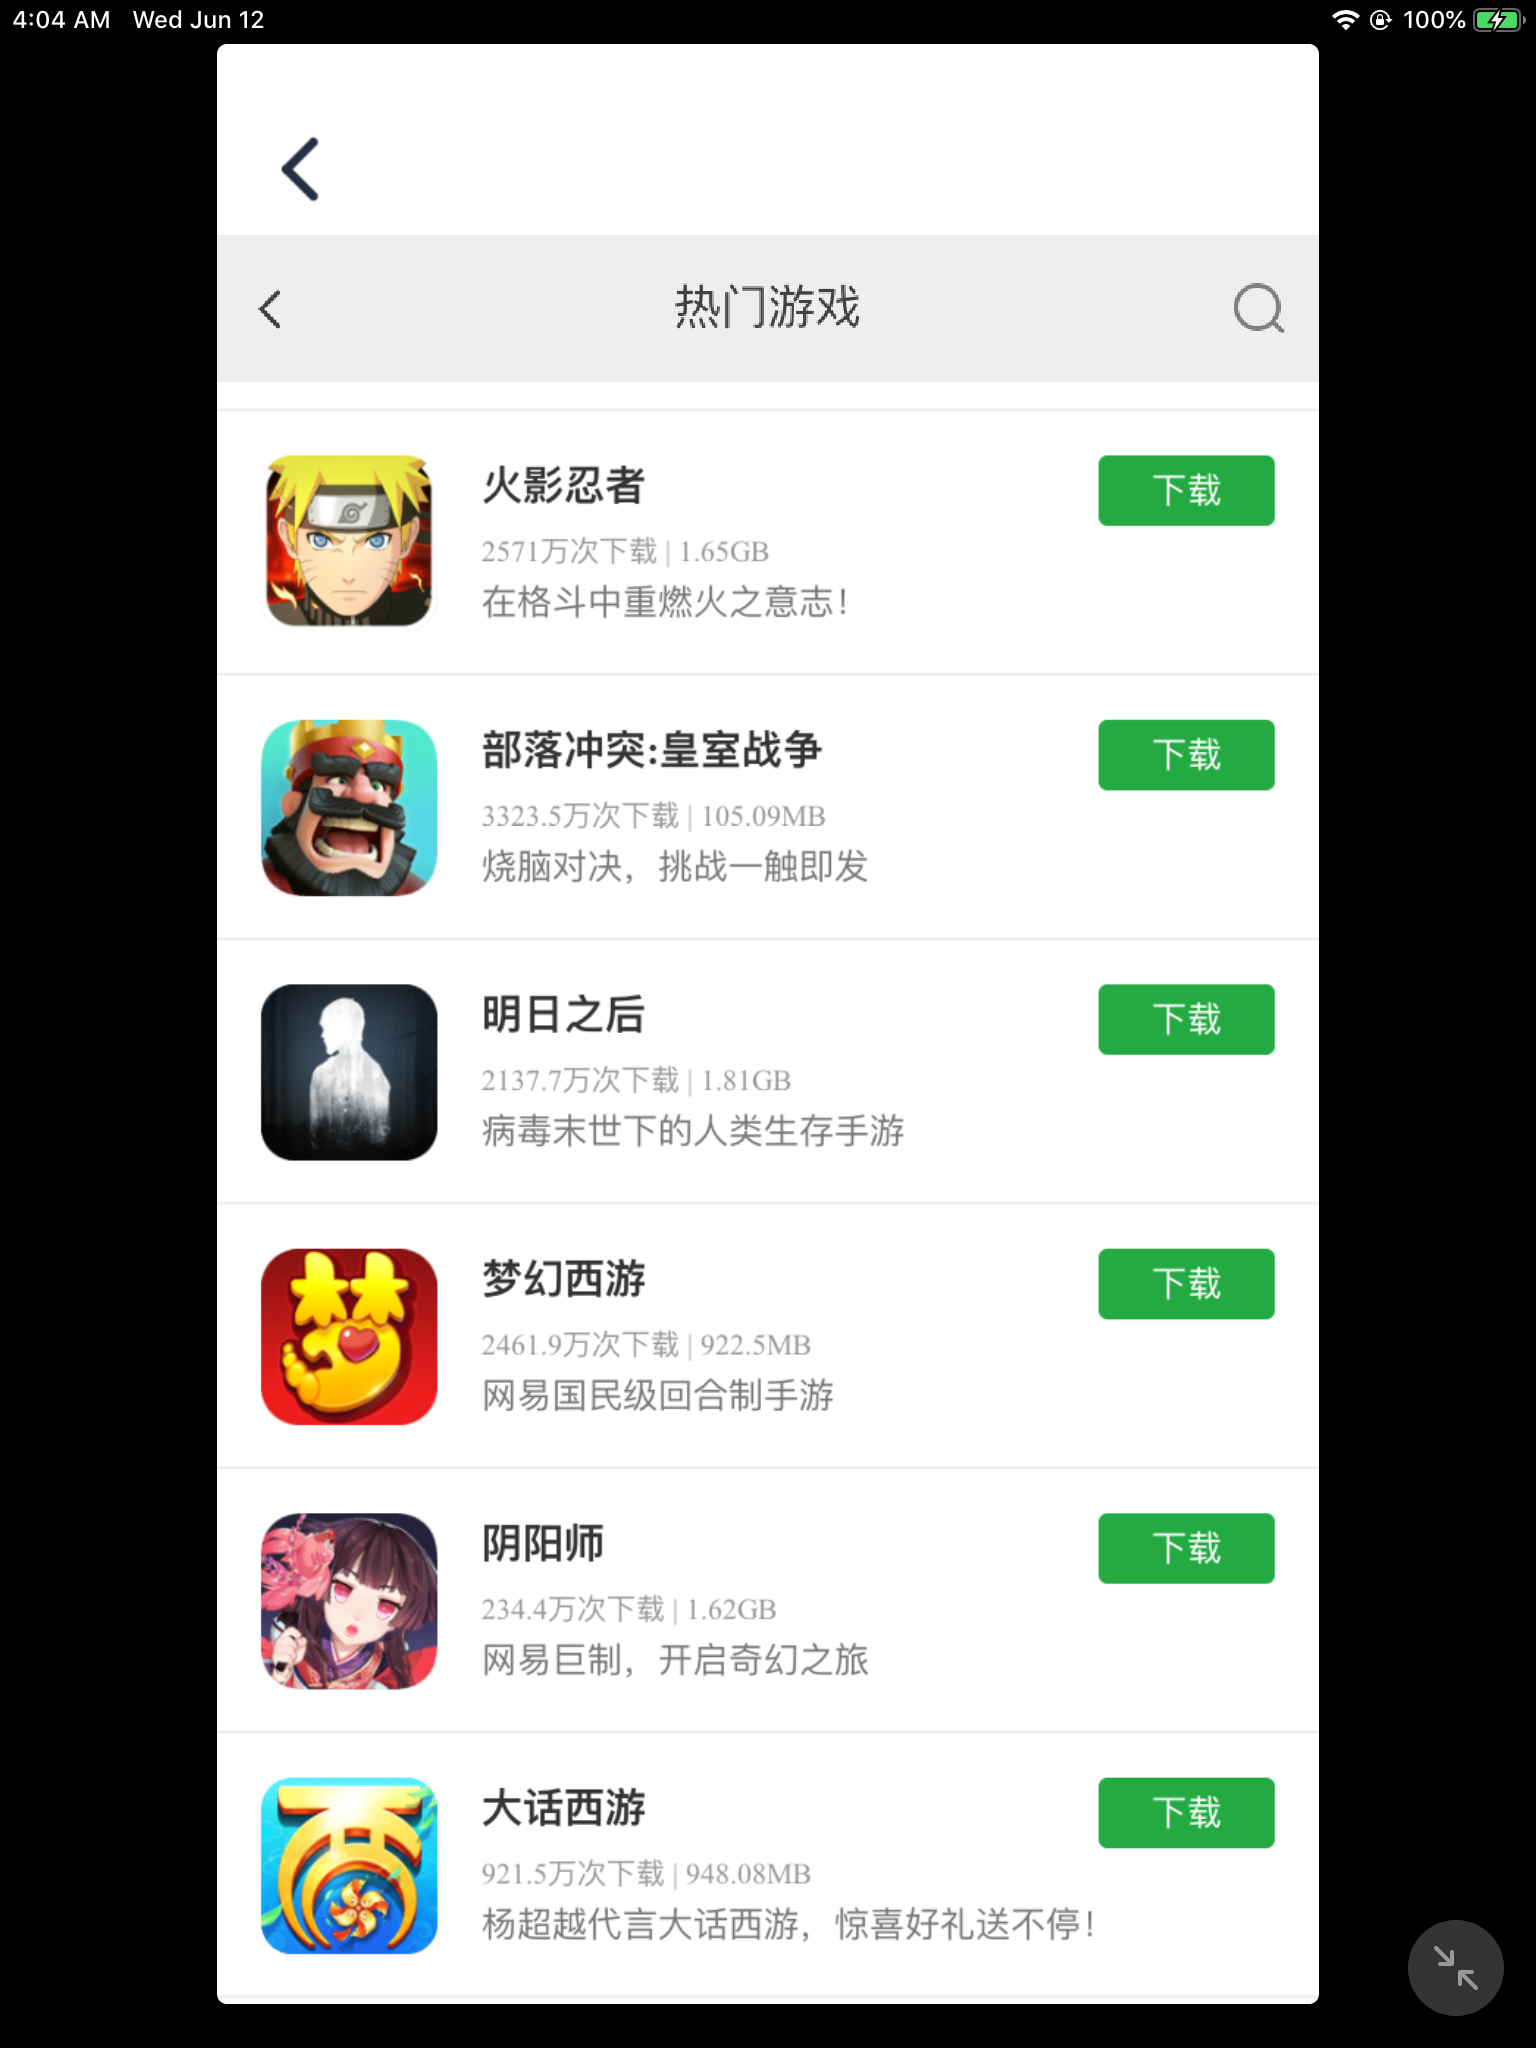 4:04 AM Wed Jun 12
100%
热门游戏
火影忍者
下载
2571万次下载 | 1.65GB
在格斗中重燃火之意志！
部落冲突:皇室战争
下载
3323.5万次下载 | 105.09MB
烧脑对决，挑战一触即发
明日之后
下载
2137.7万次下载 | 1.81GB
病毒末世下的人类生存手游
梦幻西游
下载
2461.9万次下载 | 922.5MB
网易国民级回合制手游
阴阳师
下载
234.4万次下载 | 1.62GB
网易巨制，开启奇幻之旅
大话西游
下载
921.5万次下载 | 948.08MB
杨超越代言大话西游，惊喜好礼送不停！